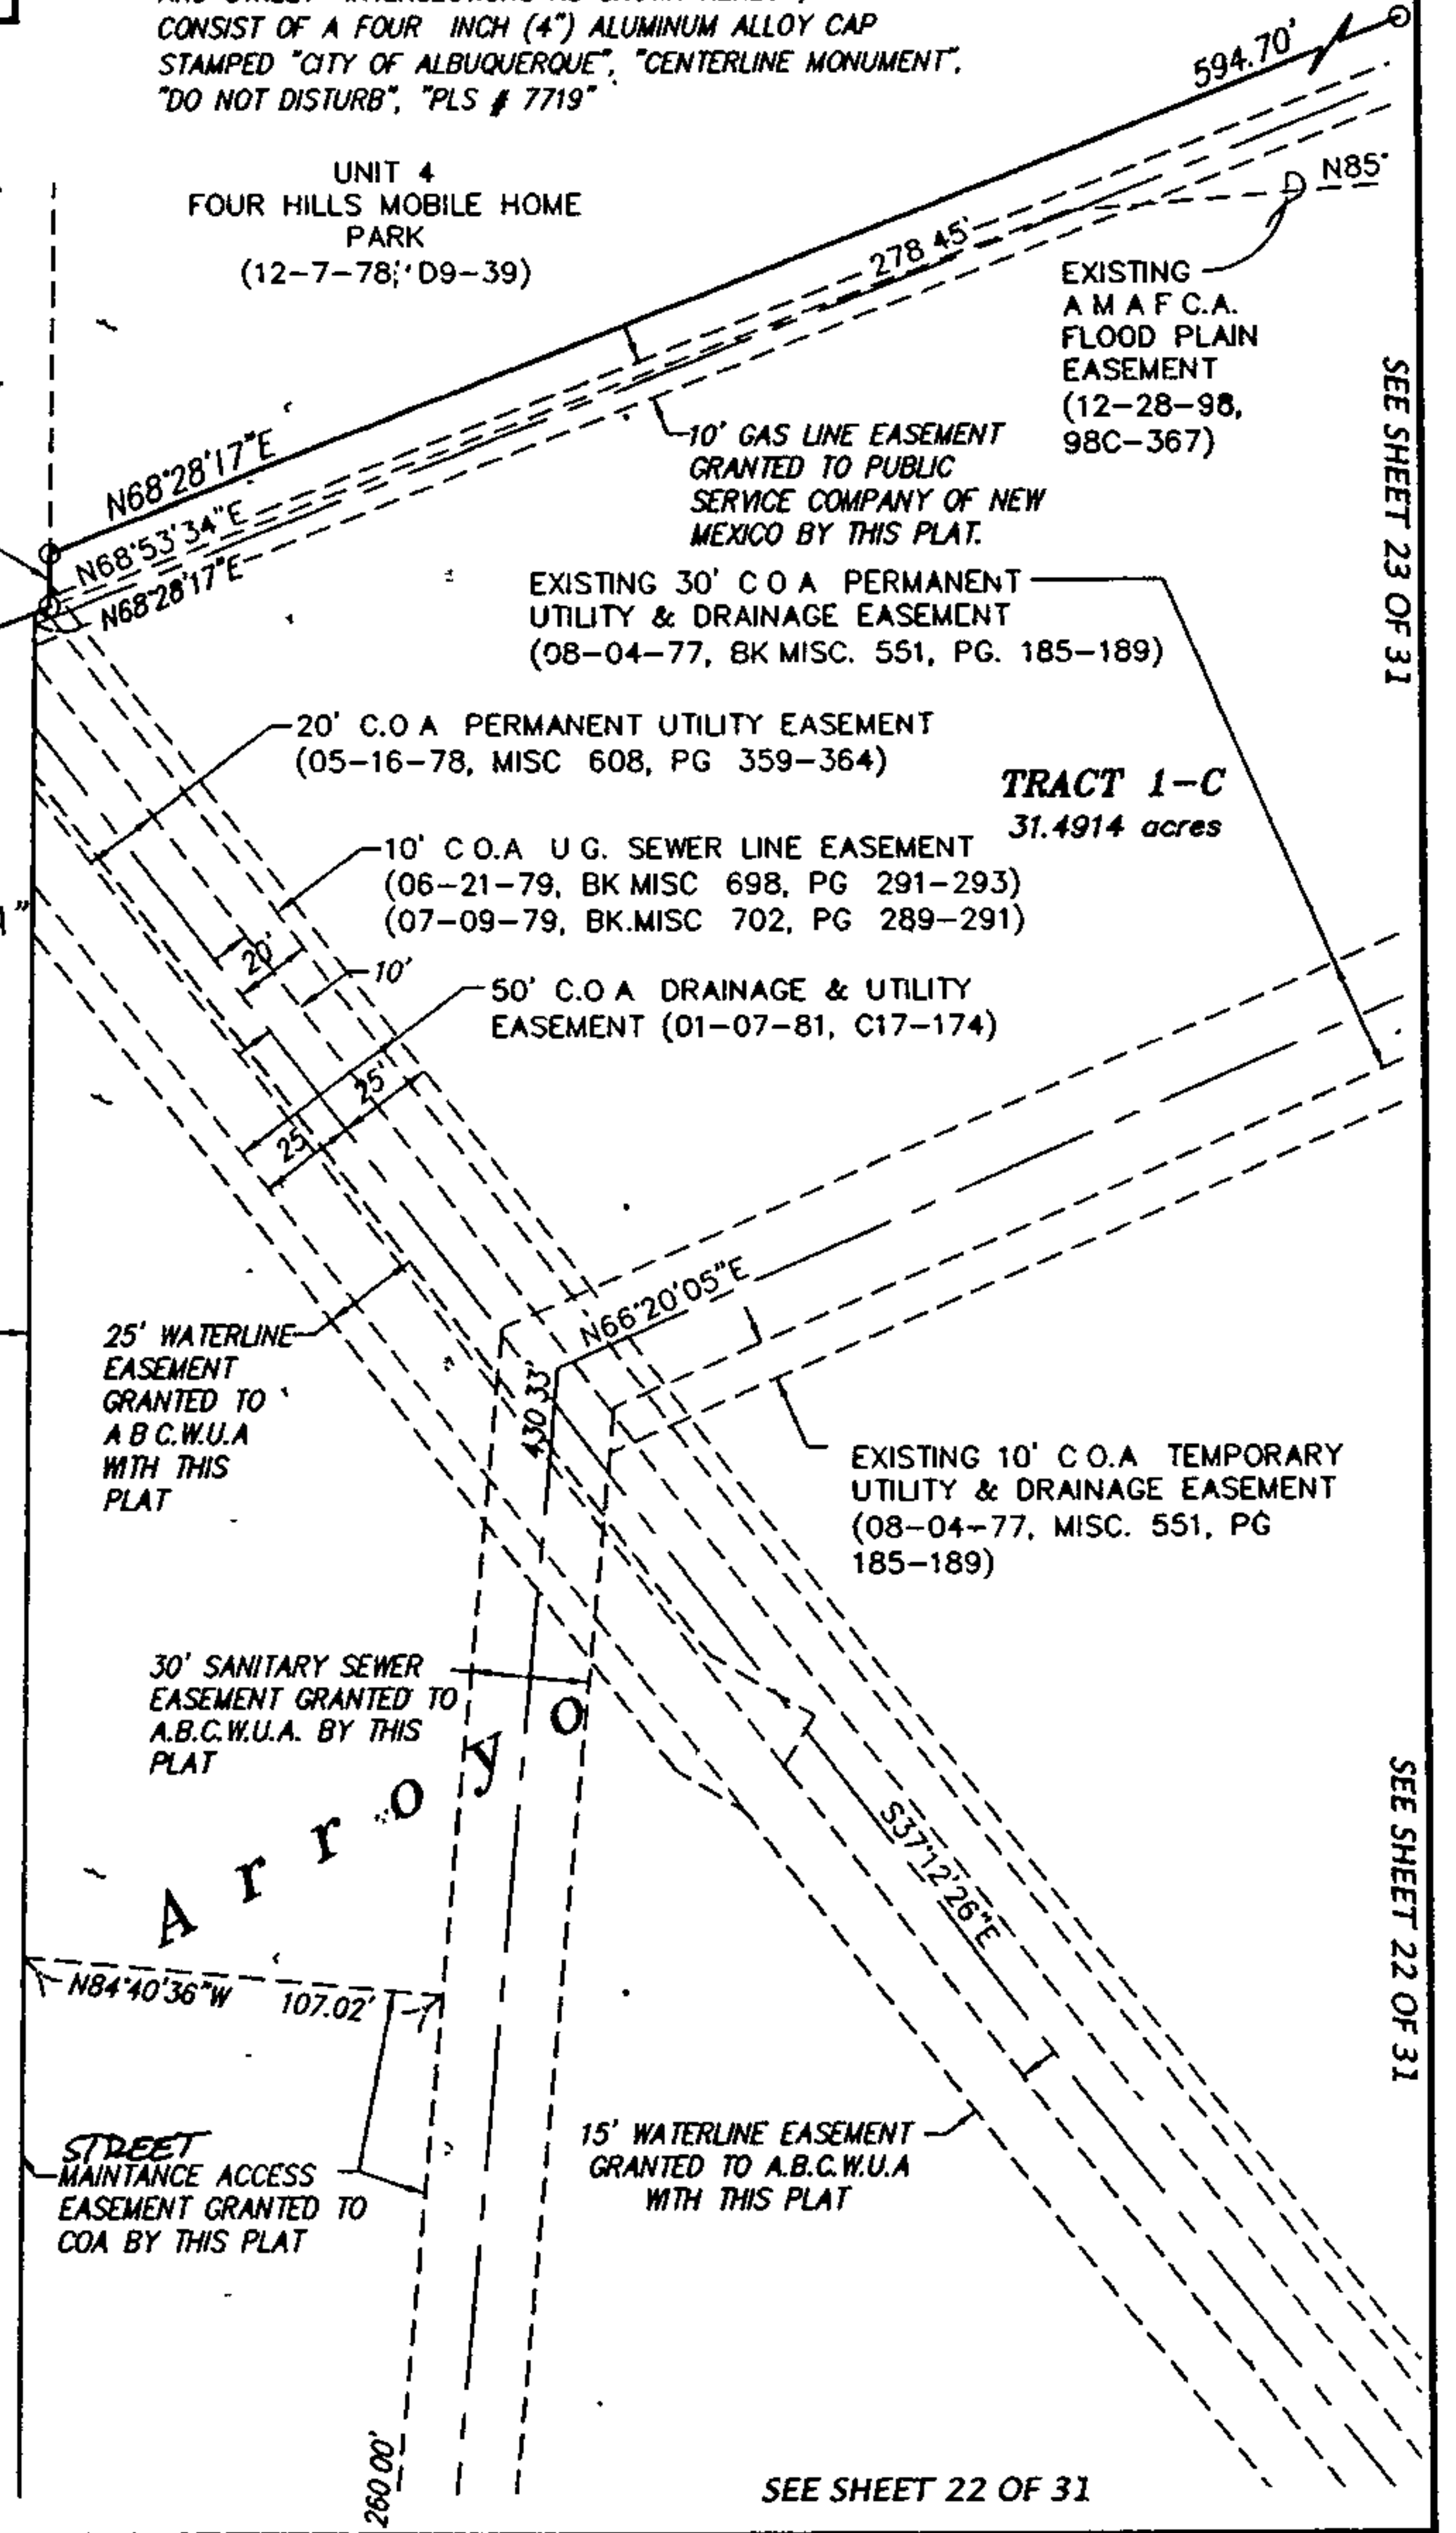 CONSIST OF A FOUR INCH (4") ALUMINUM ALLOY CAP
STAMPED "CITY OF ALBUQUERQUE", "CENTERLINE MONUMENT",
"DO NOT DISTURB", "PLS # 7719"
594.70'
UNIT 4
FOUR HILLS MOBILE HOME
PARK
(12-7-78; D9-39)
N85°
278 45'
EXISTING
A M A F C.A.
FLOOD PLAIN
EASEMENT
(12-28-98,
98C-367)
SEE SHEET 23 OF 31
N68°28'17"E
N68°53'34"E
N68°28'17"E
10' GAS LINE EASEMENT
GRANTED TO PUBLIC
SERVICE COMPANY OF NEW
MEXICO BY THIS PLAT.
EXISTING 30' C O A PERMANENT
UTILITY & DRAINAGE EASEMENT
(08-04-77, BK MISC. 551, PG. 185-189)
20' C.O A PERMANENT UTILITY EASEMENT
(05-16-78, MISC 608, PG 359-364)
TRACT 1-C
31.4914 acres
10' C O.A U G. SEWER LINE EASEMENT
(06-21-79, BK MISC 698, PG 291-293)
(07-09-79, BK.MISC 702, PG 289-291)
20'
10'
50' C.O A DRAINAGE & UTILITY
EASEMENT (01-07-81, C17-174)
25'
25'
N66°20'05"E
25' WATERLINE
EASEMENT
GRANTED TO
A B C.W.U.A
WITH THIS
PLAT
430 33'
EXISTING 10' C O.A TEMPORARY
UTILITY & DRAINAGE EASEMENT
(08-04-77, MISC. 551, PG
185-189)
30' SANITARY SEWER
EASEMENT GRANTED TO
A.B.C.W.U.A. BY THIS
PLAT
Arroyo
S37°12'26"E
SEE SHEET 22 OF 31
N84°40'36"W 107.02'
STREET
MAINTANCE ACCESS
EASEMENT GRANTED TO
COA BY THIS PLAT
15' WATERLINE EASEMENT
GRANTED TO A.B.C.W.U.A
WITH THIS PLAT
260 00'
SEE SHEET 22 OF 31